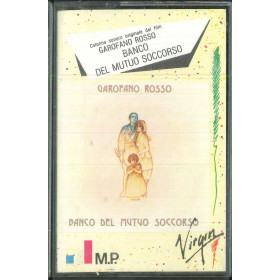 Colonna sonora originale del film
GAROFANO ROSSO
BANCO
DEL MUTUO SOCCORSO
GAROFANO ROSSO
BANCO DEL MUTUO SOCCORSO
Virgin
M.P.